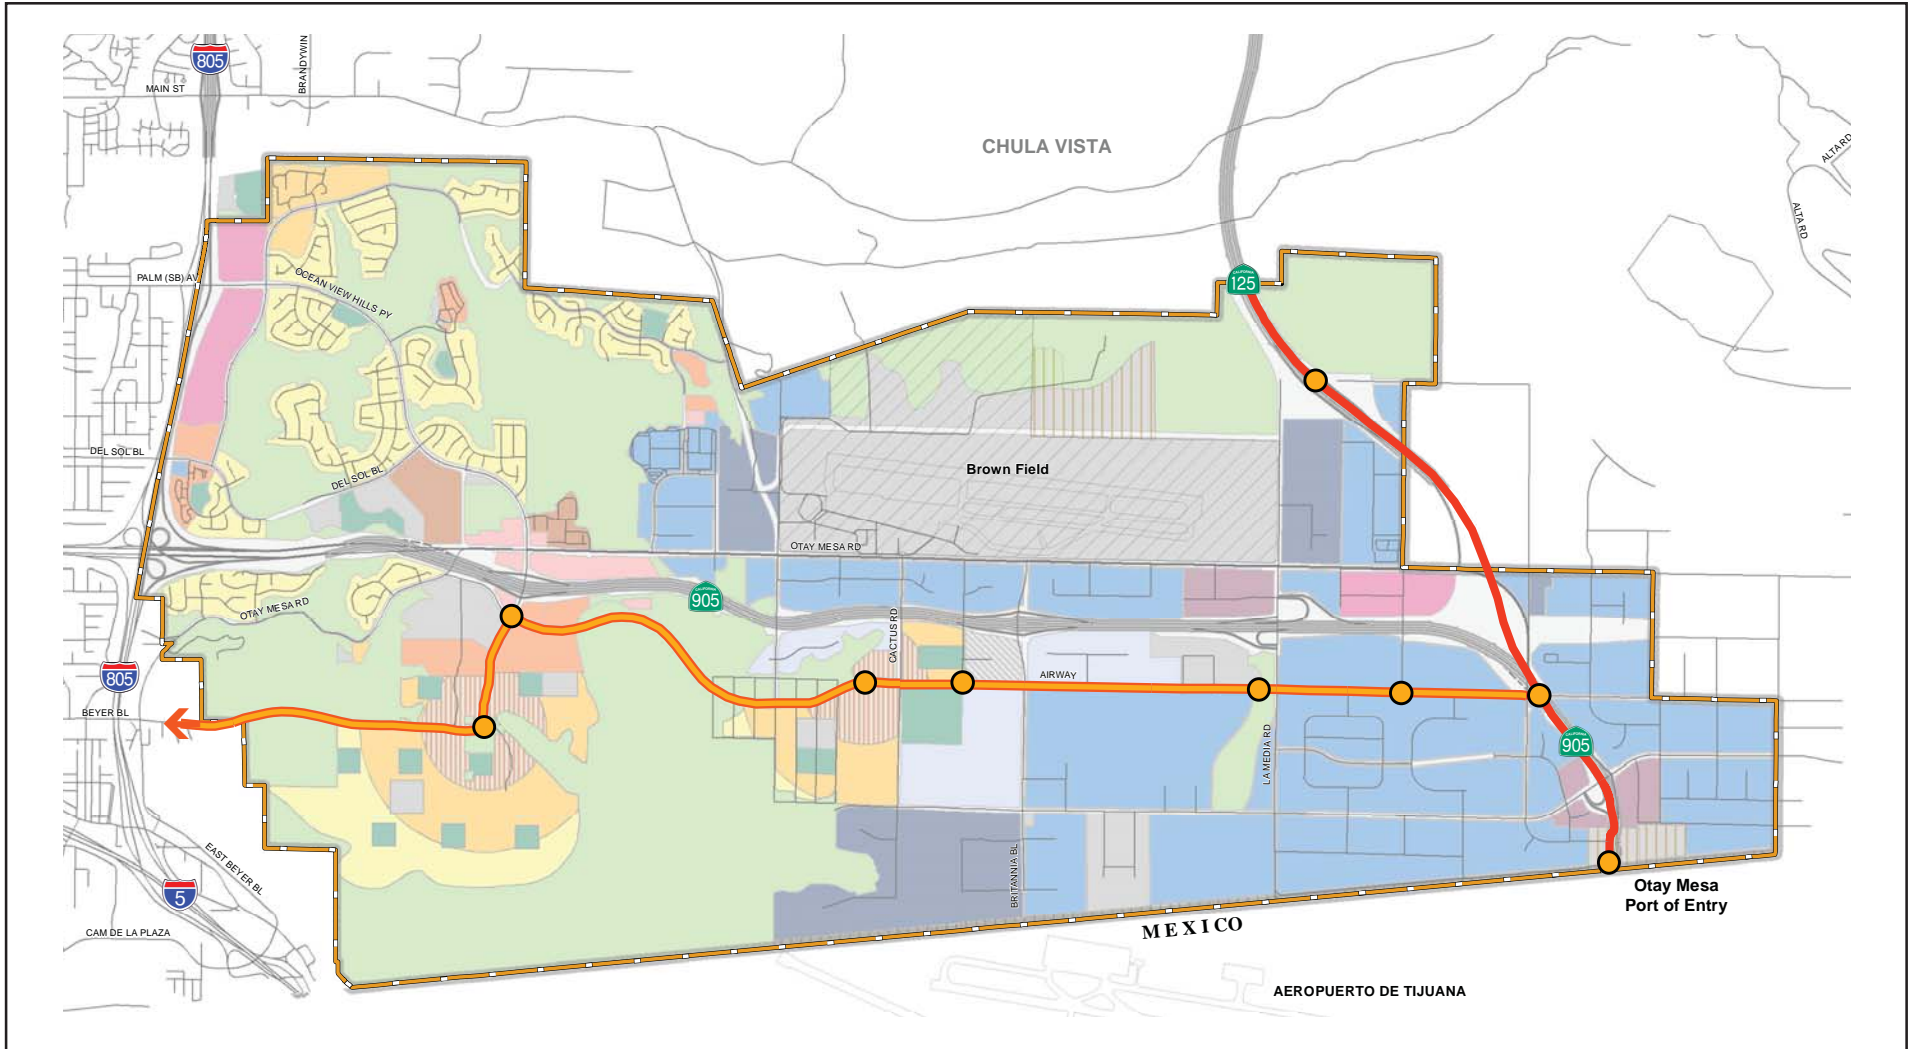 805
MAIN ST
BRANDYWIN
CHULA VISTA
ALTA RD
ALTA RD
PALM (SB) AV
OCEAN VIEW HILLS PY
CALIFORNIA
125
DEL SOL BL
DEL SOL BL
Brown Field
OTAY MESA RD
OTAY MESA RD
CALIFORNIA
905
CACTUS RD
AIRWAY
805
BEYER BL
LA MEDIA RD
CALIFORNIA
905
EAST BEYER BL
BRITANNIA BL
5
CAM DE LA PLAZA
Otay Mesa
Port of Entry
MEXICO
AEROPUERTO DE TIJUANA